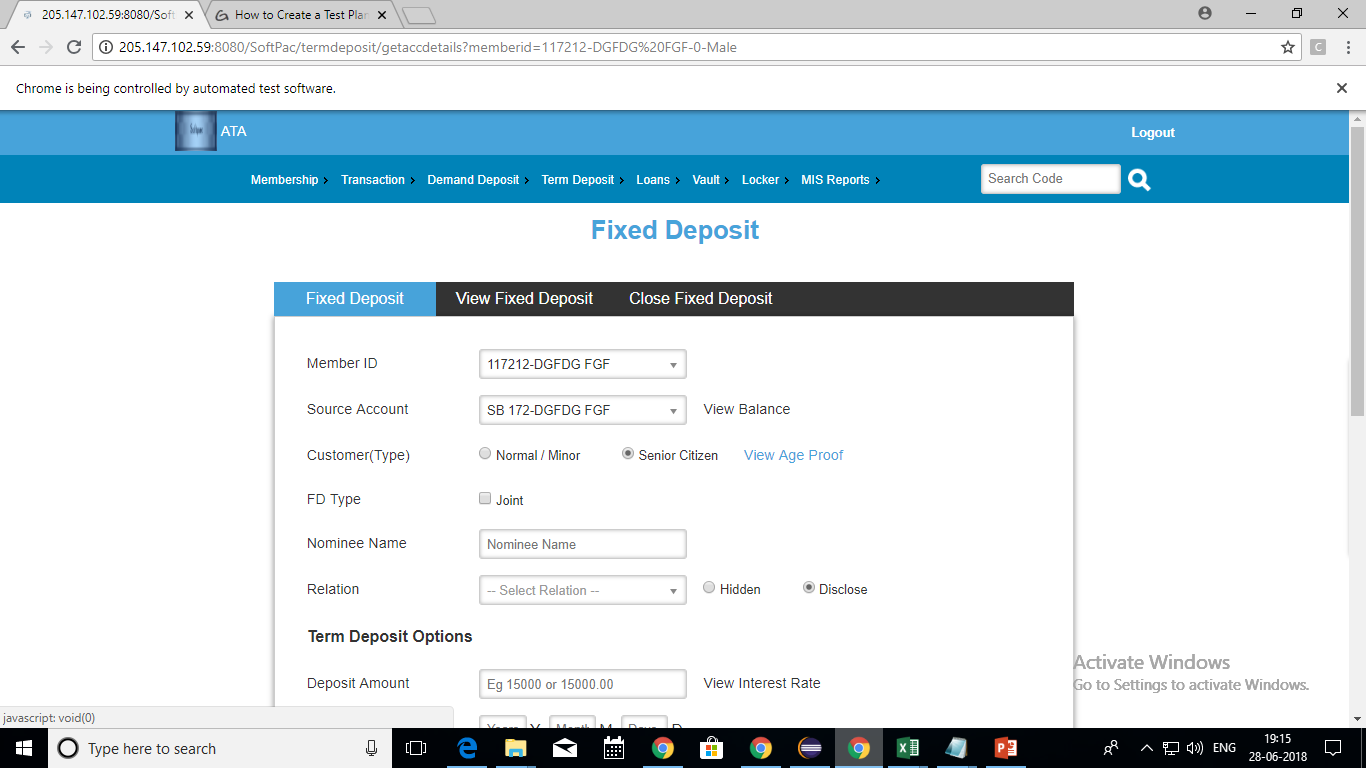 205.147.102.59:8080/Soft
How to Create a Test Plan
205.147.102.59:8080/SoftPac/termdeposit/getaccdetails?memberid=117212-DGFDG%20FGF-0-Male
C
Chrome is being controlled by automated test software.
ATA
Logout
Membership Transaction Demand Deposit Term Deposit Loans Vault Locker MIS Reports
Search Code
Fixed Deposit
Fixed Deposit View Fixed Deposit Close Fixed Deposit
Member ID 117212-DGFDG FGF
Source Account SB 172-DGFDG FGF View Balance
Customer(Type) Normal / Minor Senior Citizen View Age Proof
FD Type Joint
Nominee Name Nominee Name
Relation -- Select Relation -- Hidden Disclose
Term Deposit Options
Activate Windows
Deposit Amount Eg 15000 or 15000.00 View Interest Rate
Go to Settings to activate Windows.
javascript: void(0)
Years Y Month M Days D
Type here to search
ENG
19:15
28-06-2018